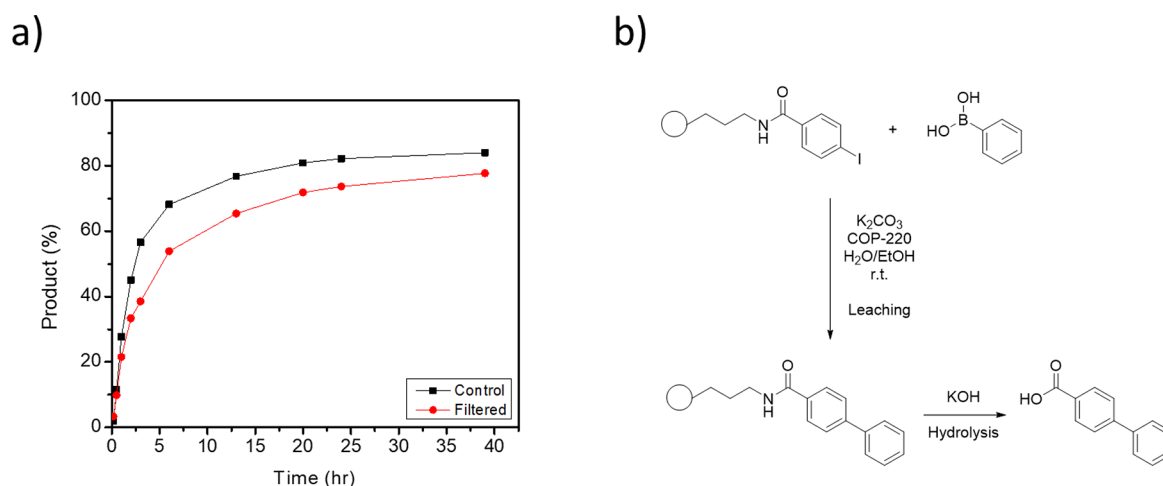 a)
100
80
60
40
20
0
Product (%)
0 5 10 15 20 25 30 35 40
Time (hr)
Control
Filtered
b)
O
N
H
I
+
OH
B
HO
K2CO3
COP-220
H2O/EtOH
r.t.
Leaching
O
N
H
KOH
Hydrolysis
O
HO